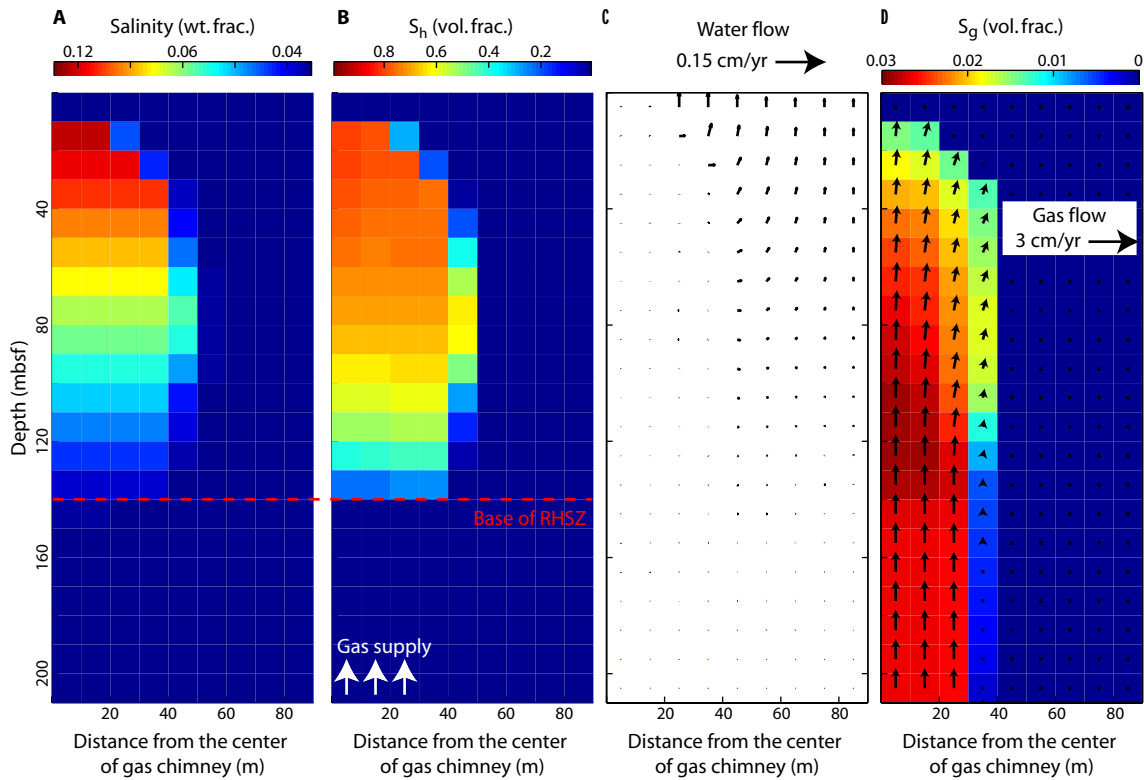 A
Salinity (wt. frac.)
0.12
0.06
0.04
B
Sh (vol. frac.)
0.8
0.6
0.4
0.2
C
Water flow
0.15 cm/yr
D
Sg (vol. frac.)
0.03
0.02
0.01
0
Depth (mbsf)
40
80
120
160
200
Base of RHSZ
Gas supply
Gas flow
3 cm/yr
20
40
60
80
20
40
60
80
20
40
60
80
20
40
60
80
Distance from the center
of gas chimney (m)
Distance from the center
of gas chimney (m)
Distance from the center
of gas chimney (m)
Distance from the center
of gas chimney (m)